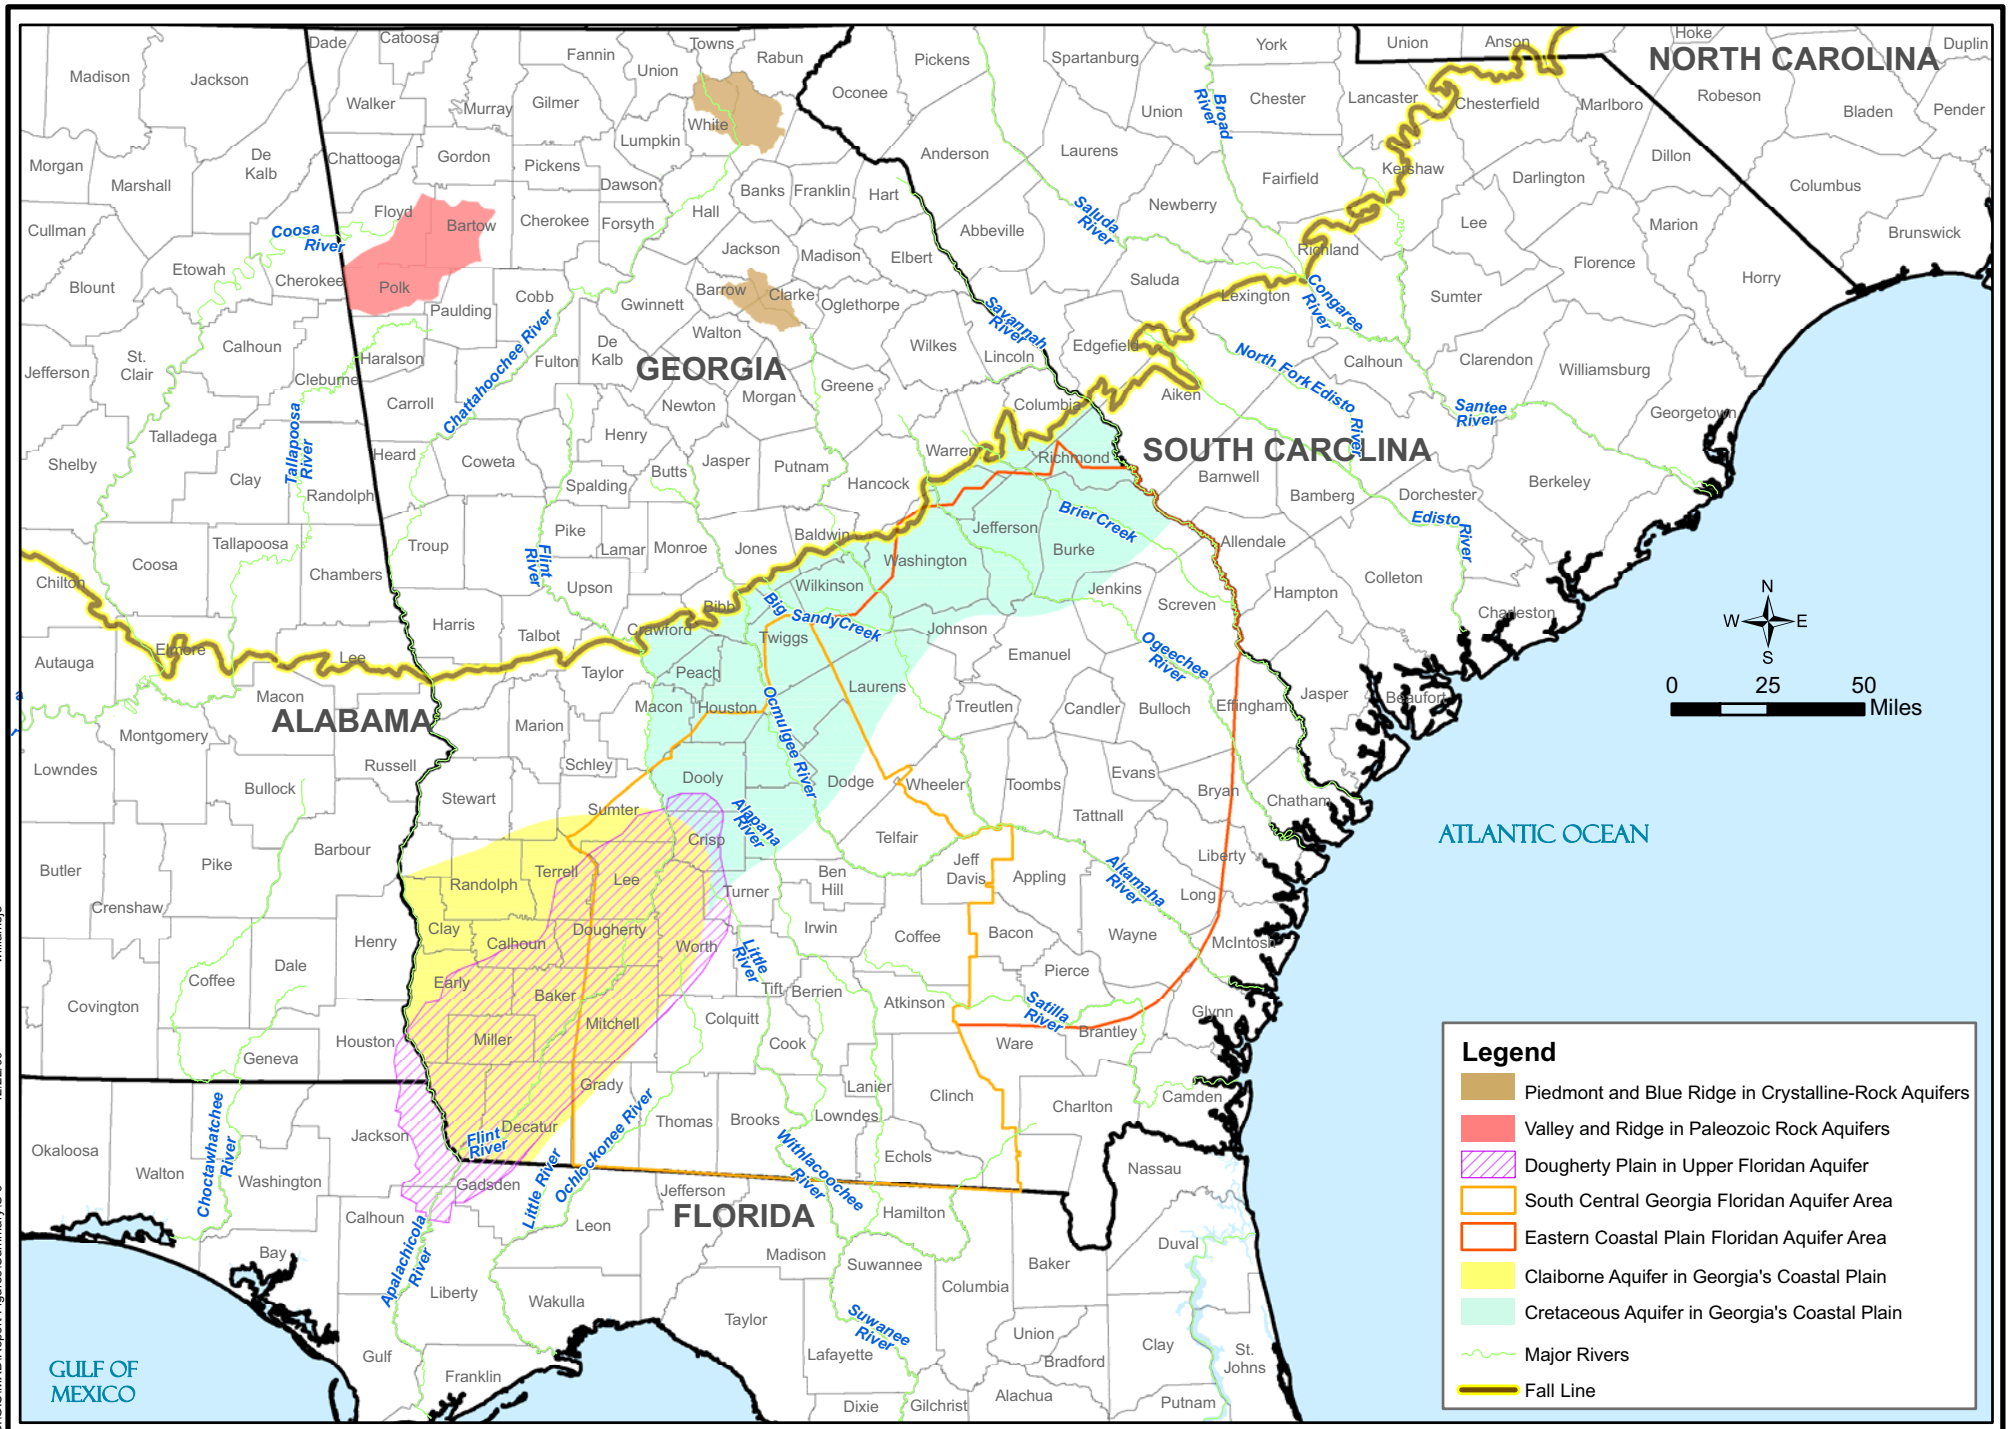 NORTH CAROLINA
SOUTH CAROLINA
GEORGIA
ALABAMA
FLORIDA
ATLANTIC OCEAN
GULF OF
MEXICO
Madison
Jackson
Dade
Catoosa
Fannin
Towns
Union
Rabun
Pickens
Spartanburg
York
Union
Anson
Hoke
Duplin
Walker
Murray
Gilmer
White
Lumpkin
Oconee
Union
Chester
Lancaster
Chesterfield
Marlboro
Robeson
Bladen
Pender
Broad
River
Morgan
Marshall
De
Kalb
Chattooga
Gordon
Pickens
Dawson
Banks
Franklin
Hart
Anderson
Laurens
Fairfield
Kershaw
Darlington
Dillon
Columbus
Cullman
Floyd
Bartow
Cherokee
Forsyth
Hall
Abbeville
Newberry
Lee
Marion
Brunswick
Coosa
River
Saluda
River
Etowah
Cherokee
Polk
Jackson
Madison
Elbert
Saluda
Richland
Florence
Horry
Blount
Paulding
Cobb
Gwinnett
Barrow
Clarke
Oglethorpe
Lexington
Congaree
River
Sumter
Savannah
River
Jefferson
St.
Clair
Calhoun
Haralson
Fulton
De
Kalb
Walton
Wilkes
Lincoln
Edgefield
Calhoun
Clarendon
Williamsburg
Chattahoochee River
North Fork Edisto
River
Cleburne
Carroll
Newton
Morgan
Greene
Columbia
Aiken
Santee
River
Georgetown
Talladega
Tallapoosa
River
Shelby
Clay
Randolph
Heard
Coweta
Henry
Butts
Jasper
Putnam
Hancock
Warren
Richmond
Barnwell
Bamberg
Dorchester
Berkeley
Spalding
Brier Creek
Edisto
River
Coosa
Tallapoosa
Chambers
Troup
Pike
Lamar
Monroe
Jones
Baldwin
Washington
Jefferson
Burke
Allendale
Flint
River
Chilton
Upson
Bibb
Wilkinson
Jenkins
Screven
Hampton
Colleton
Charleston
Big Sandy Creek
Autauga
Elmore
Lee
Harris
Talbot
Crawford
Twiggs
Johnson
Emanuel
Ogeechee
River
N
W
E
S
Macon
Taylor
Peach
Laurens
Jasper
Beaufort
0
25
50
Miles
Montgomery
Marion
Macon
Houston
Ocmulgee River
Treutlen
Candler
Bulloch
Effingham
Lowndes
Bullock
Russell
Stewart
Schley
Dooly
Dodge
Wheeler
Toombs
Evans
Bryan
Chatham
Sumter
Alapaha
River
Tattnall
Butler
Pike
Barbour
Randolph
Terrell
Lee
Crisp
Telfair
Jeff
Davis
Appling
Liberty
Crenshaw
Turner
Ben
Hill
Altamaha
River
Long
Henry
Clay
Calhoun
Dougherty
Worth
Irwin
Coffee
Bacon
Wayne
McIntosh
Little
River
Coffee
Dale
Early
Baker
Tift
Berrien
Atkinson
Pierce
Satilla
River
Glynn
Covington
Houston
Miller
Mitchell
Colquitt
Cook
Ware
Brantley
Geneva
Grady
Lanier
Clinch
Charlton
Camden
Okaloosa
Walton
Choctawhatchee
River
Washington
Jackson
Decatur
Flint
River
Thomas
Brooks
Lowndes
Echols
Nassau
Gadsden
Little River
Ochlockonee River
Withlacoochee
River
Calhoun
Leon
Jefferson
Hamilton
Bay
Apalachicola
River
Madison
Suwannee
Columbia
Baker
Duval
Liberty
Wakulla
Taylor
Suwanee
River
Gulf
Franklin
Lafayette
Union
Bradford
Clay
St.
Johns
Dixie
Gilchrist
Alachua
Putnam
Legend
Piedmont and Blue Ridge in Crystalline-Rock Aquifers
Valley and Ridge in Paleozoic Rock Aquifers
Dougherty Plain in Upper Floridan Aquifer
South Central Georgia Floridan Aquifer Area
Eastern Coastal Plain Floridan Aquifer Area
Claiborne Aquifer in Georgia's Coastal Plain
Cretaceous Aquifer in Georgia's Coastal Plain
Major Rivers
Fall Line